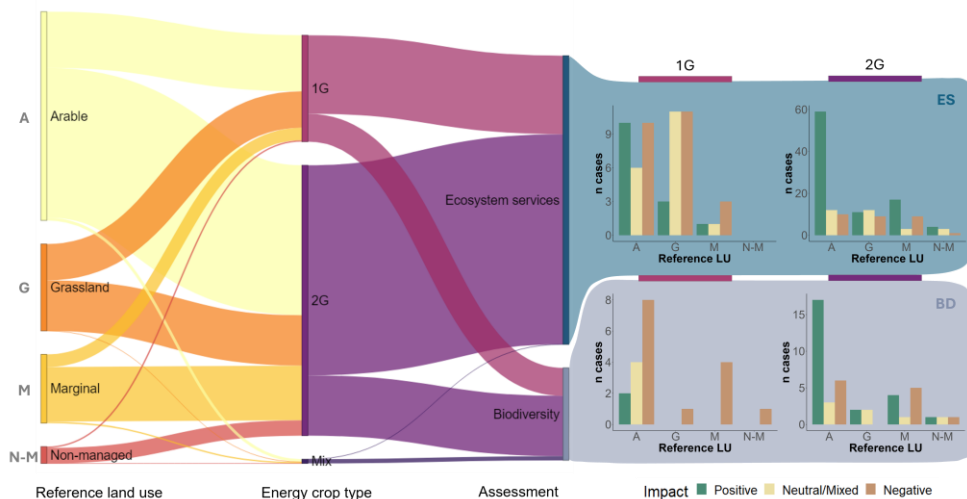 1G 2G
A Arable
1G
ES
n cases
9
6
3
0
A G M N-M
Reference LU
n cases
60
40
20
0
A G M N-M
Reference LU
Ecosystem services
G Grassland
2G
BD
n cases
8
6
4
2
0
A G M N-M
Reference LU
n cases
15
10
5
0
A G M N-M
Reference LU
M Marginal
Biodiversity
N-M Non-managed
Mix
Reference land use Energy crop type Assessment Impact Positive Neutral/Mixed Negative